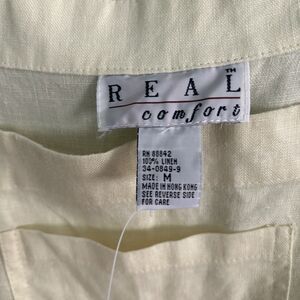 REAL™
comfort
RN 88842
100% LINEN
34-0849-9
SIZE: M
MADE IN HONG KONG
SEE REVERSE SIDE
FOR CARE